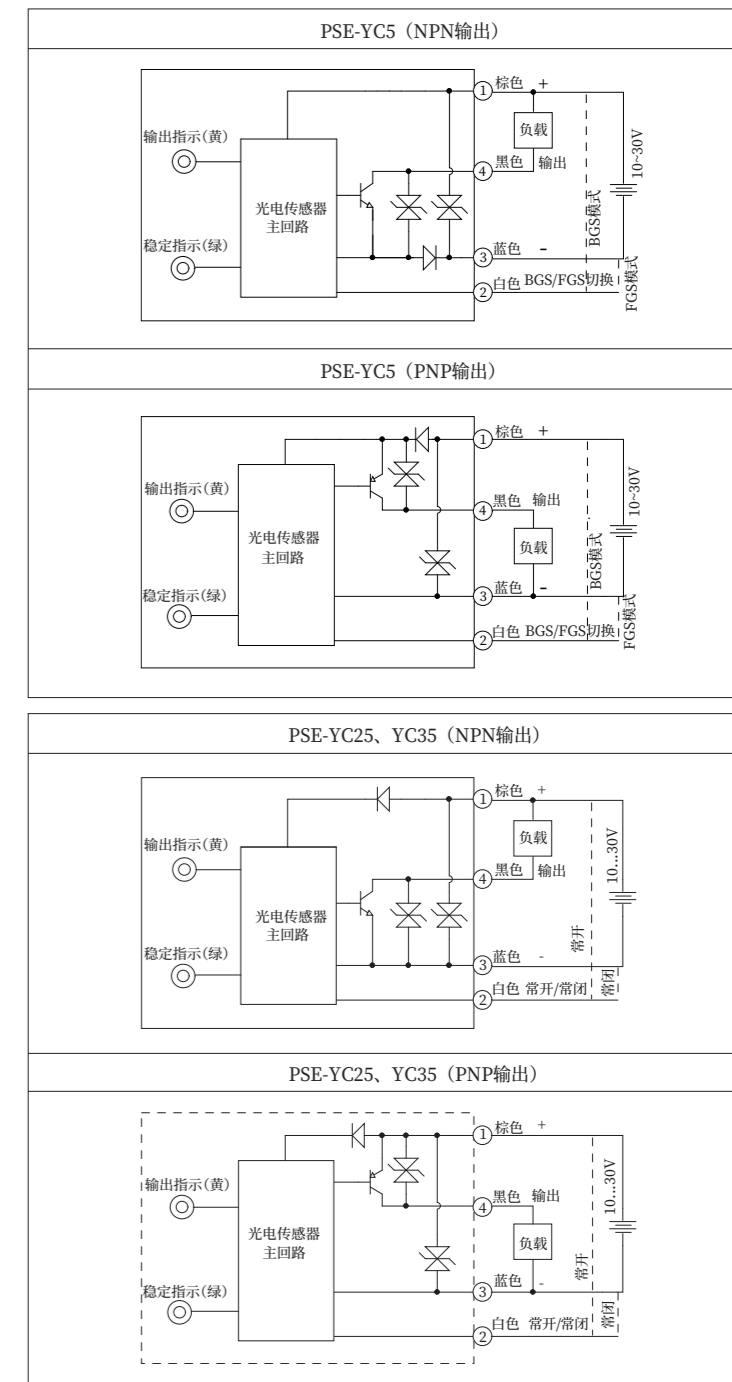 PSE-YC5（NPN输出）
① 棕色 +
输出指示(黄)
负载
④ 黑色 输出
10~30V
光电传感器
主回路
BGS模式
稳定指示(绿)
③ 蓝色 -
② 白色 BGS/FGS切换
FGS模式
PSE-YC5（PNP输出）
① 棕色 +
输出指示(黄)
④ 黑色 输出
10~30V
光电传感器
主回路
负载
BGS模式
稳定指示(绿)
③ 蓝色 -
② 白色 BGS/FGS切换
FGS模式
PSE-YC25、YC35（NPN输出）
① 棕色 +
输出指示(黄)
负载
④ 黑色 输出
10...30V
光电传感器
主回路
常开
稳定指示(绿)
③ 蓝色 -
② 白色 常开/常闭
常闭
PSE-YC25、YC35（PNP输出）
① 棕色 +
输出指示(黄)
④ 黑色 输出
10...30V
光电传感器
主回路
负载
常开
稳定指示(绿)
③ 蓝色 -
② 白色 常开/常闭
常闭